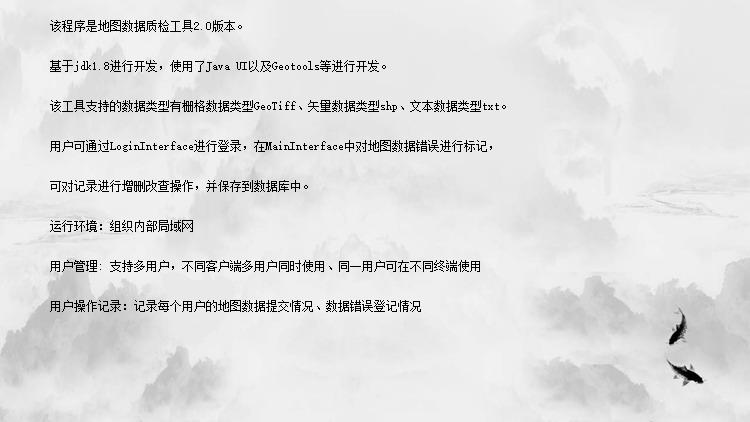 该程序是地图数据质检工具2.0版本。
基于jdk1.8进行开发，使用了Java UI以及Geotools等进行开发。
该工具支持的数据类型有栅格数据类型GeoTiff、矢量数据类型shp、文本数据类型txt。
用户可通过LoginInterface进行登录，在MainInterface中对地图数据错误进行标记，
可对记录进行增删改查操作，并保存到数据库中。
运行环境：组织内部局域网
用户管理: 支持多用户，不同客户端多用户同时使用、同一用户可在不同终端使用
用户操作记录：记录每个用户的地图数据提交情况、数据错误登记情况